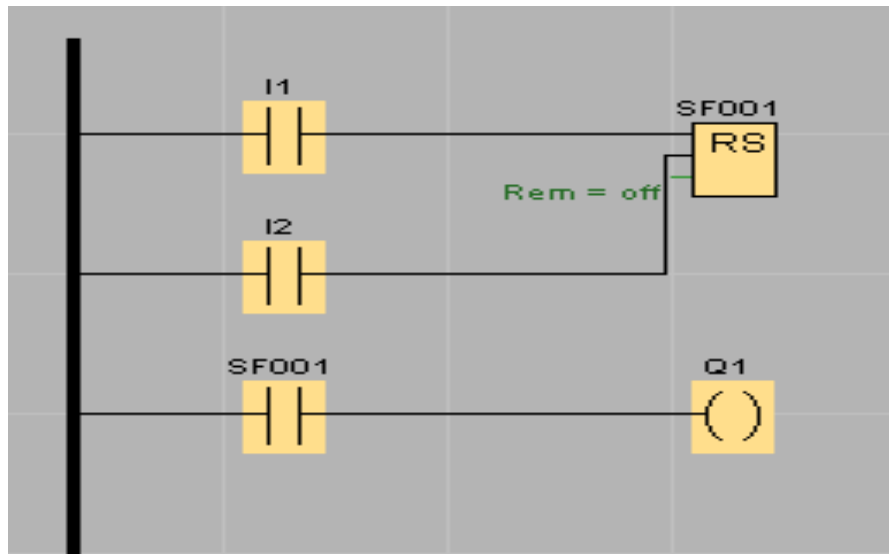 I1
SF001
RS
Rem = off
I2
SF001
Q1